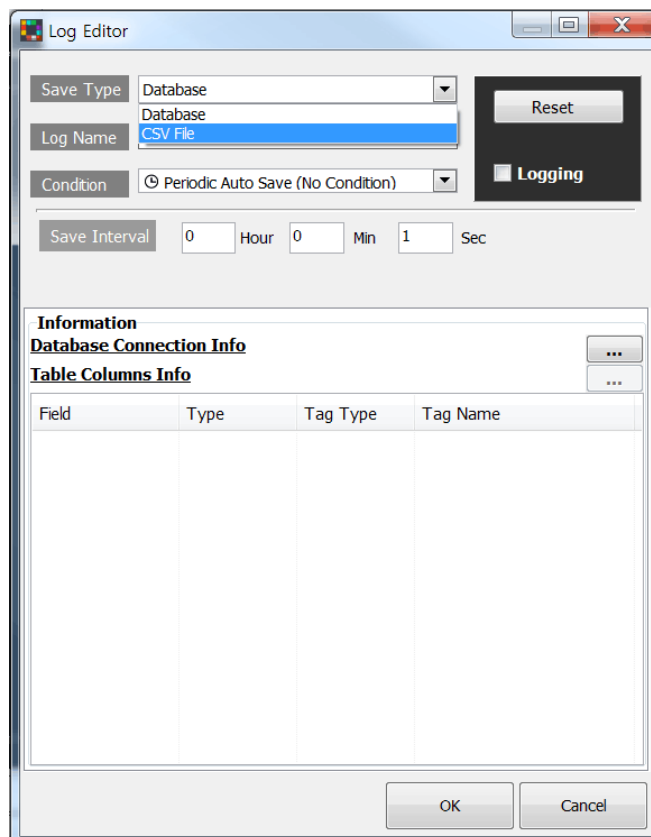 Log Editor
Save Type Database
Reset
Database
CSV File
Log Name
Logging
Condition Periodic Auto Save (No Condition)
Save Interval 0 Hour 0 Min 1 Sec
Information
Database Connection Info
...
Table Columns Info
...
Field Type Tag Type Tag Name
OK Cancel